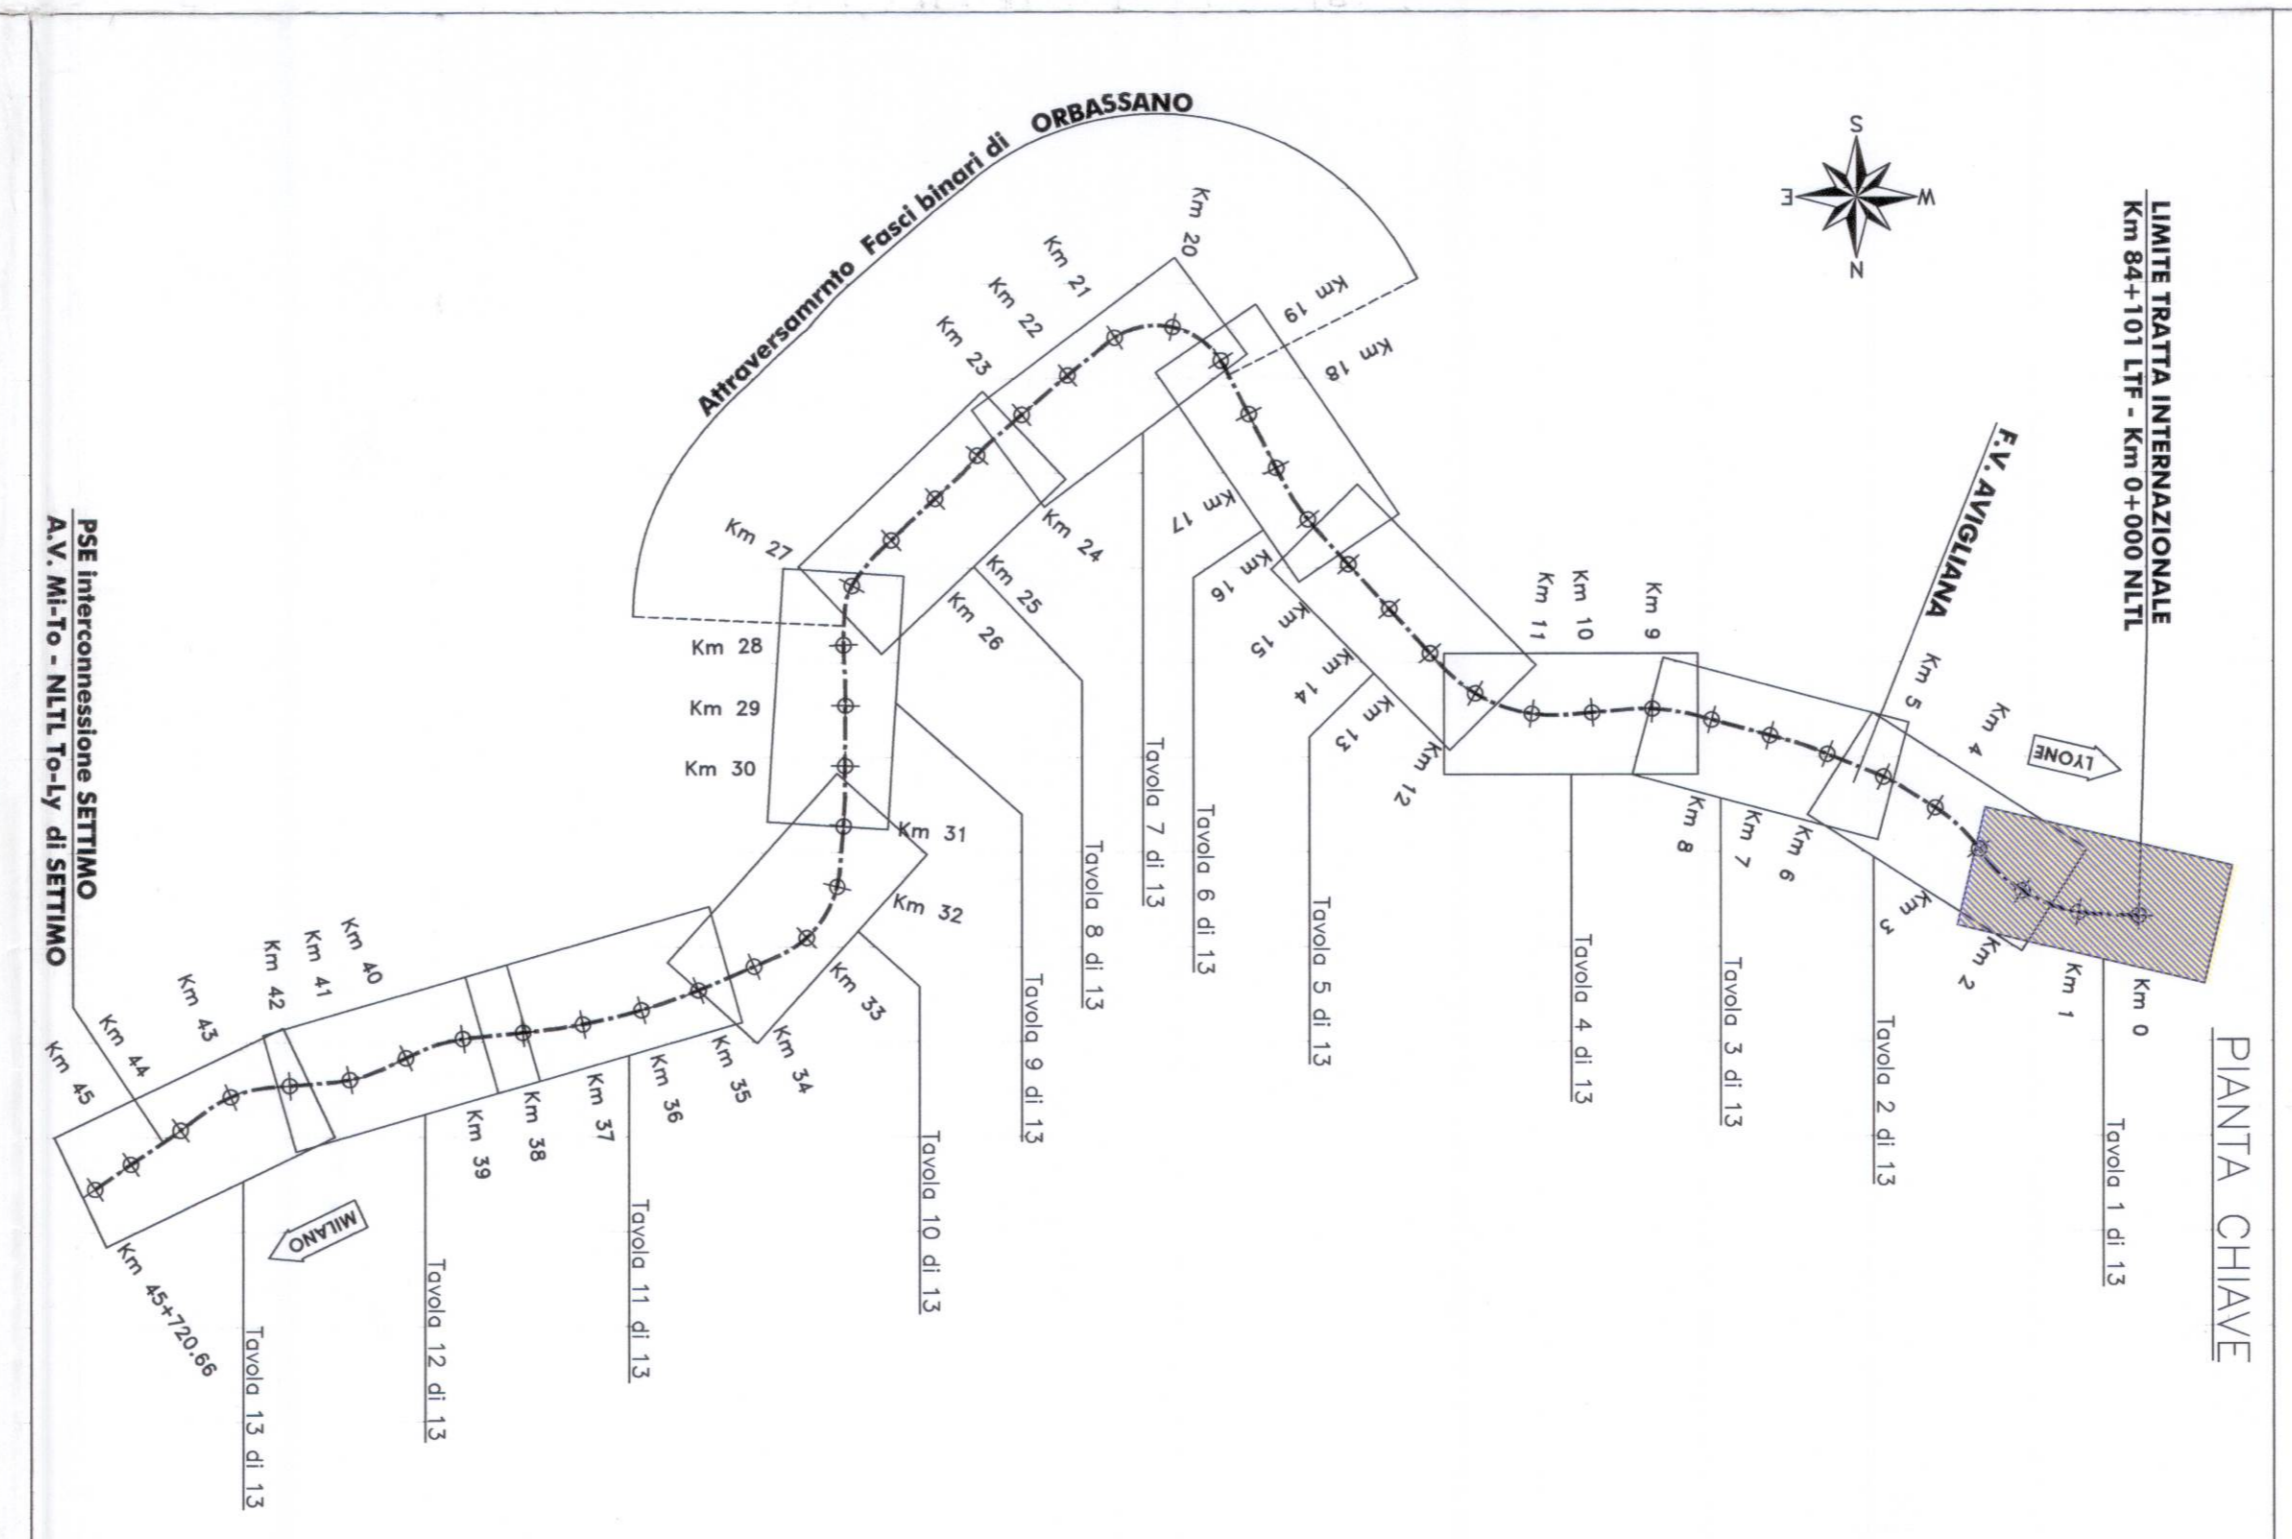 PIANTA CHIAVE
LIMITE TRATTA INTERNAZIONALE
Km 84+101 LTF - Km 0+000 NLTL
S
W
E
N
F.V. AVIGLIANA
LYONE
Attraversamrnto Fasci binari di ORBASSANO
PSE interconnessione SETTIMO
A.V. Mi-To - NLTL To-Ly di SETTIMO
MILANO
Km 0
Km 1
Km 2
Km 3
Km 4
Km 5
Km 6
Km 7
Km 8
Km 9
Km 10
Km 11
Km 12
Km 13
Km 14
Km 15
Km 16
Km 17
Km 18
Km 19
Km 20
Km 21
Km 22
Km 23
Km 24
Km 25
Km 26
Km 27
Km 28
Km 29
Km 30
Km 31
Km 32
Km 33
Km 34
Km 35
Km 36
Km 37
Km 38
Km 39
Km 40
Km 41
Km 42
Km 43
Km 44
Km 45
Km 45+720.66
Tavola 1 di 13
Tavola 2 di 13
Tavola 3 di 13
Tavola 4 di 13
Tavola 5 di 13
Tavola 6 di 13
Tavola 7 di 13
Tavola 8 di 13
Tavola 9 di 13
Tavola 10 di 13
Tavola 11 di 13
Tavola 12 di 13
Tavola 13 di 13